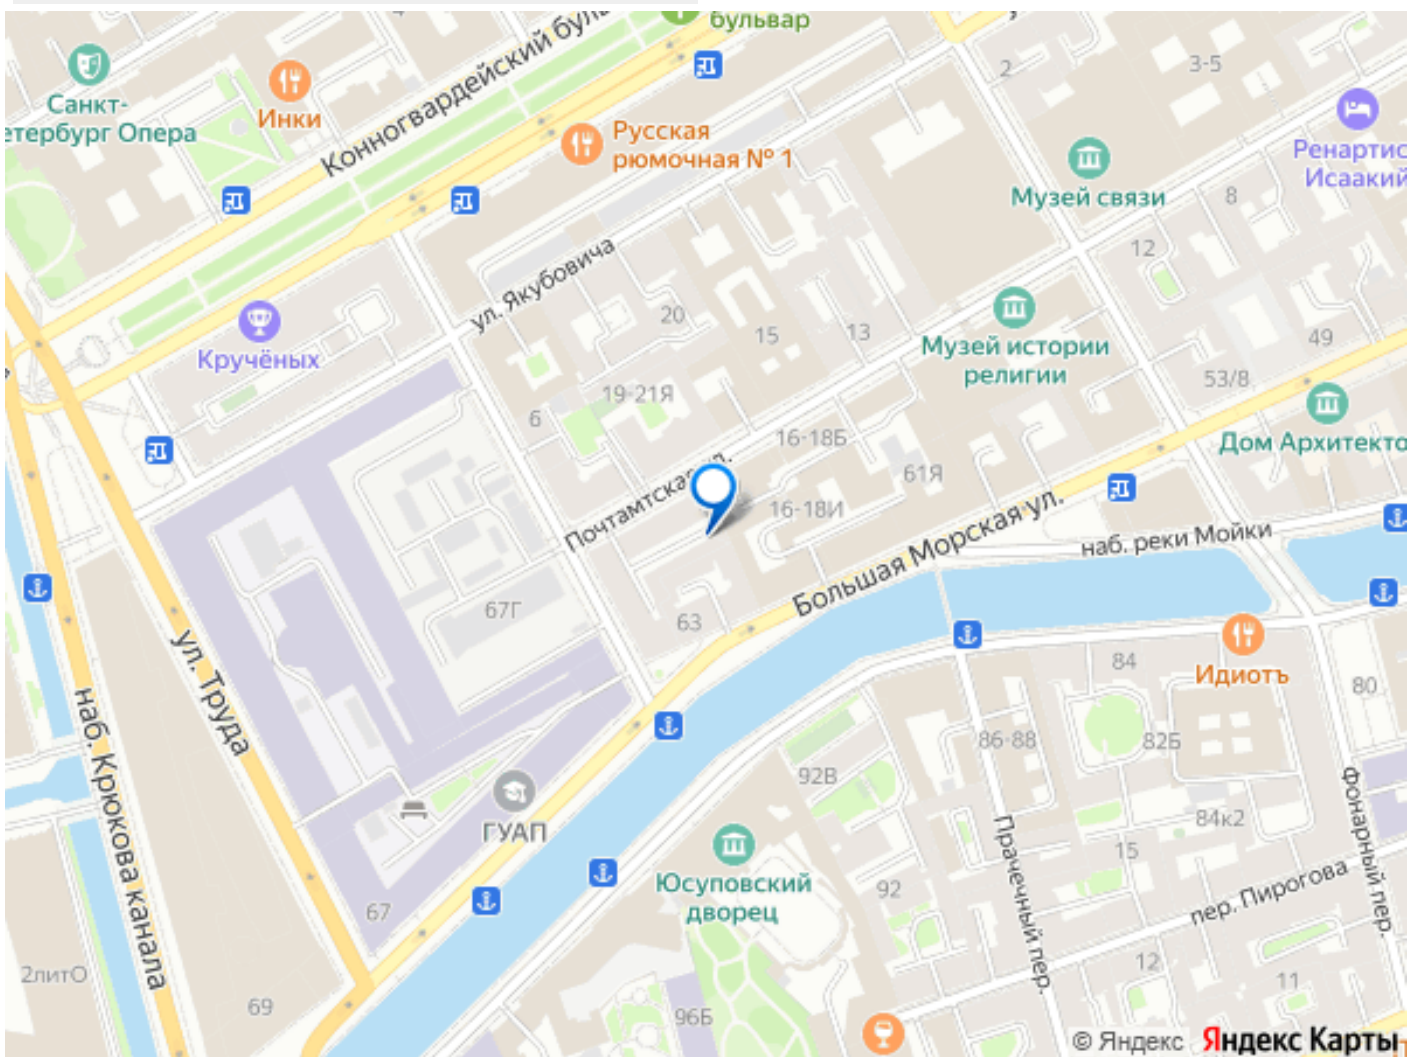 бульвар
Конногвардейский буль
2
3-5
Санкт-
етербург Опера
Инки
Русская
рюмочная № 1
Музей связи
Ренартис
Исаакий
8
12
ул. Якубовича
20
15
13
Музей истории
религии
49
53/8
Кручёных
19-21Я
6
16-18Б
61Я
Дом Архитекто
Почтамтская ул.
16-18И
Большая Морская ул.
наб. реки Мойки
67Г
63
ул. Труда
наб. Крюкова канала
84
Идиотъ
80
86-88
82Б
92В
ГУАП
84к2
Прачечный пер.
Фонарный пер.
15
Юсуповский
дворец
92
пер. Пирогова
67
2литО
69
12
11
96Б
© Яндекс Яндекс Карты